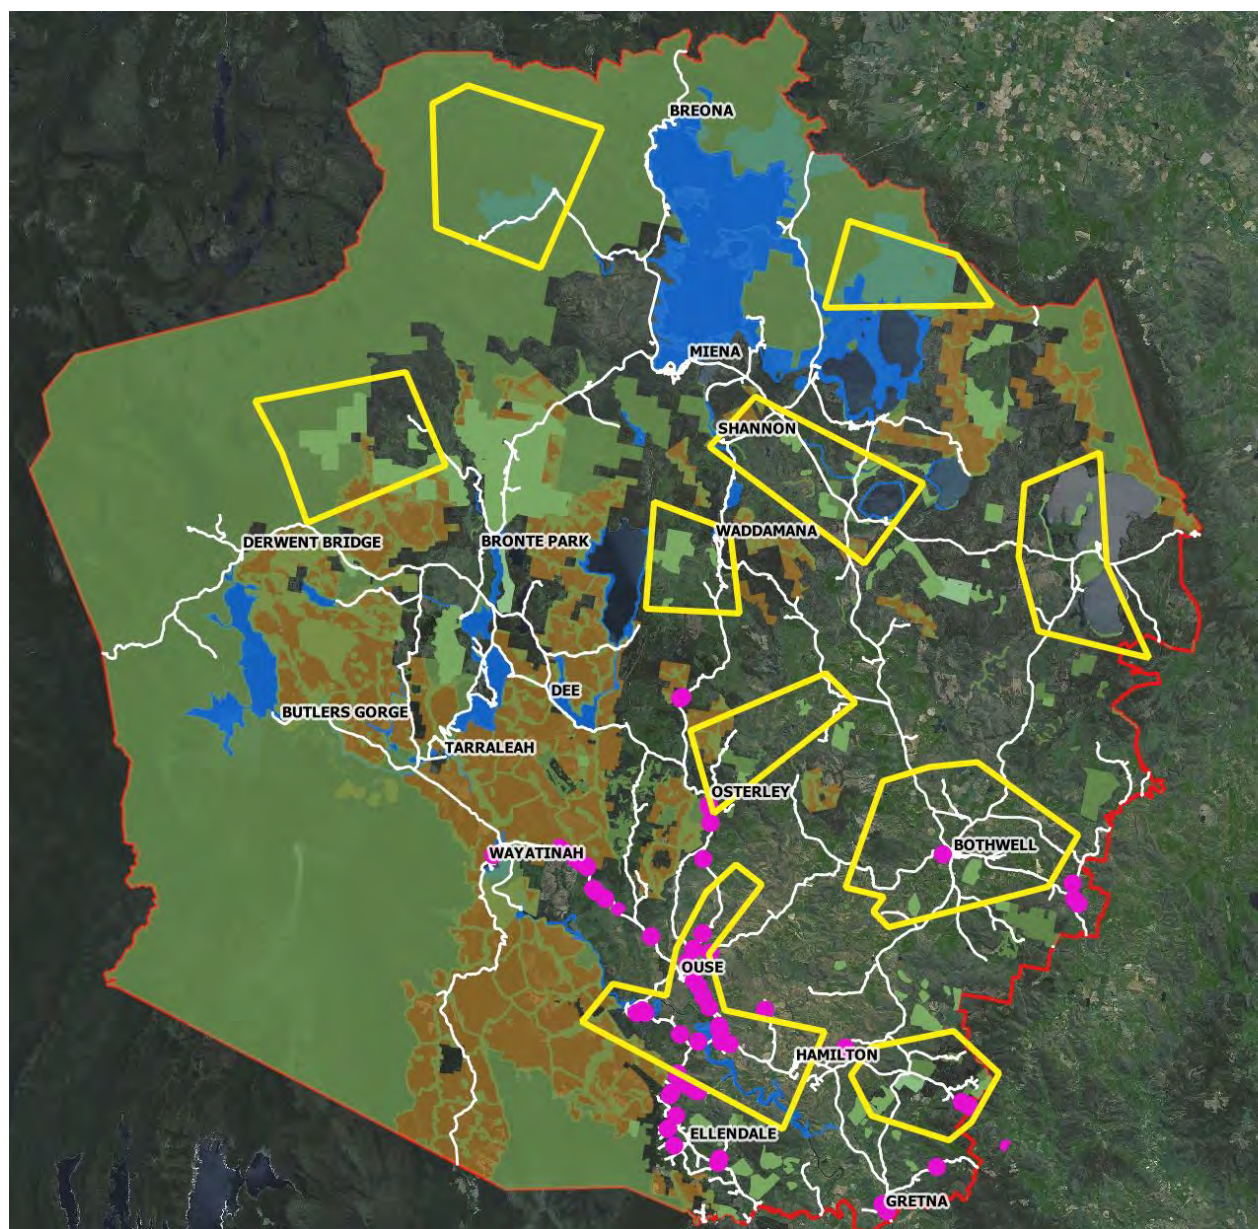 BREONA
MIENA
SHANNON
WADDAMANA
DERWENT BRIDGE
BRONTE PARK
DEE
BUTLERS GORGE
TARRALEAH
OSTERLEY
WAYATINAH
BOTHWELL
OUSE
HAMILTON
ELLENDALE
GRETNA